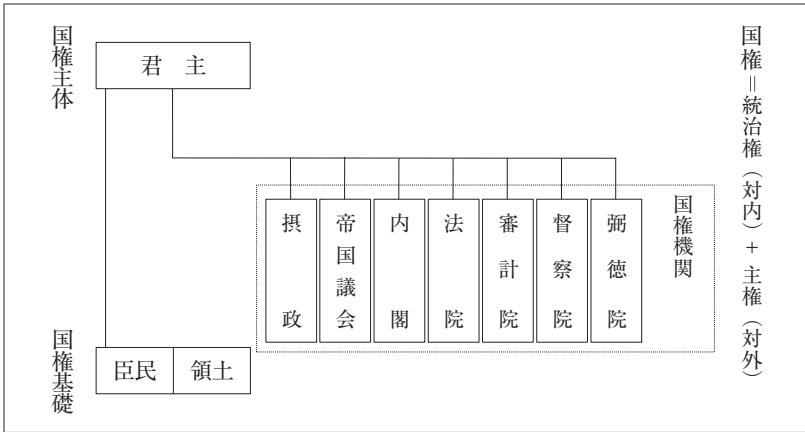 国権＝統治権（対内）＋主権（対外）
国権主体
君主
国権機関
弼徳院
督察院
審計院
法院
内閣
帝国議会
摂政
国権基礎
臣民
領土